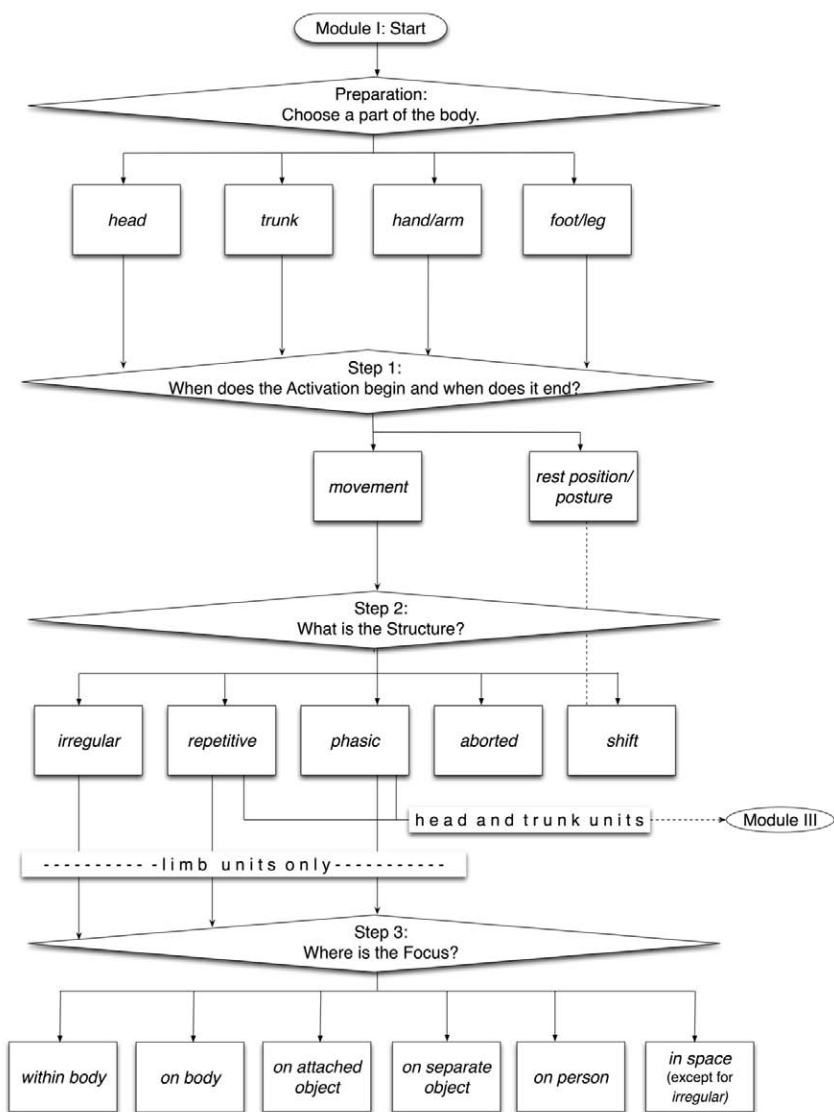 Module I: Start
Preparation:
Choose a part of the body.
head
trunk
hand/arm
foot/leg
Step 1:
When does the Activation begin and when does it end?
movement
rest position/
posture
Step 2:
What is the Structure?
irregular
repetitive
phasic
aborted
shift
head and trunk units
Module III
- - - - - - - - - -limb units only- - - - - - - - - - -
Step 3:
Where is the Focus?
within body
on body
on attached
object
on separate
object
on person
in space
(except for
irregular)